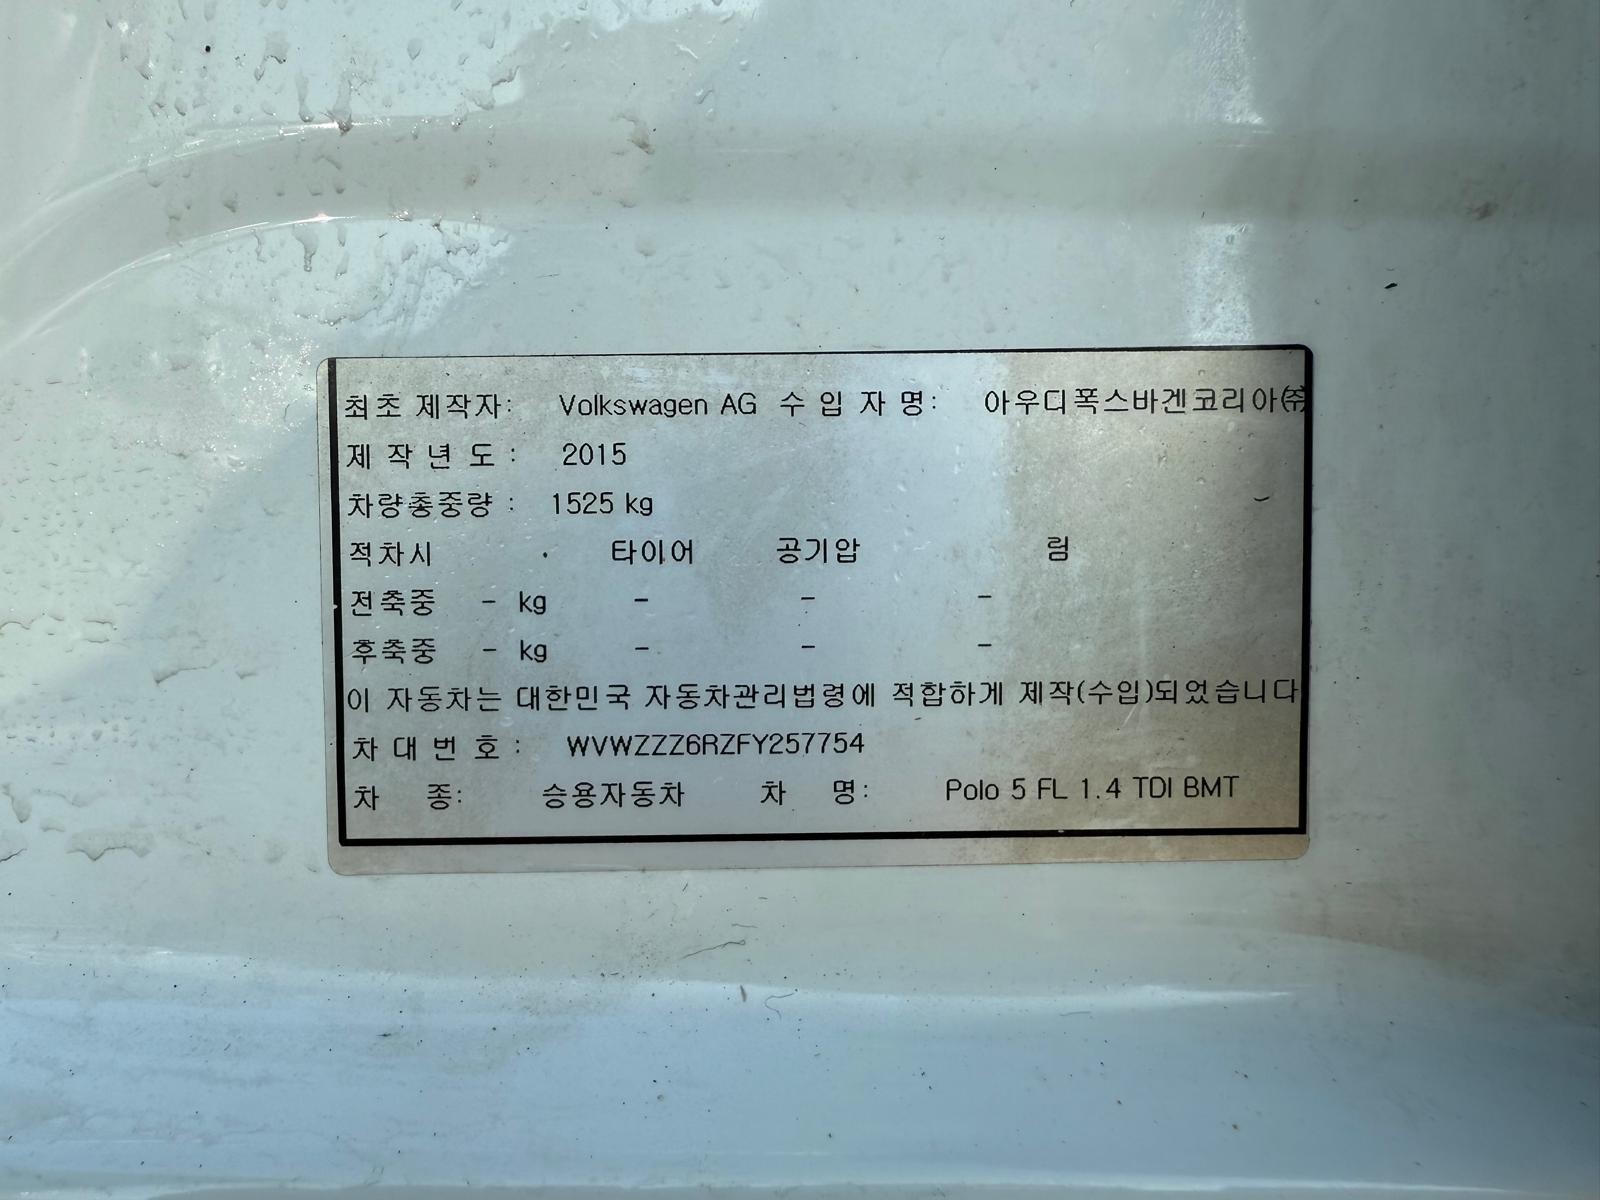 최초 제작자: Volkswagen AG 수 입 자 명: 아우디폭스바겐코리아㈜
제 작 년 도 : 2015
차량총중량 : 1525 kg
적차시 . 타이어 공기압 림
전축중 - kg - - -
후축중 - kg - - -
이 자동차는 대한민국 자동차관리법령에 적합하게 제작(수입)되었습니다
차 대 번 호 : WVWZZZ6RZFY257754
차 종: 승용자동차 차 명: Polo 5 FL 1.4 TDI BMT